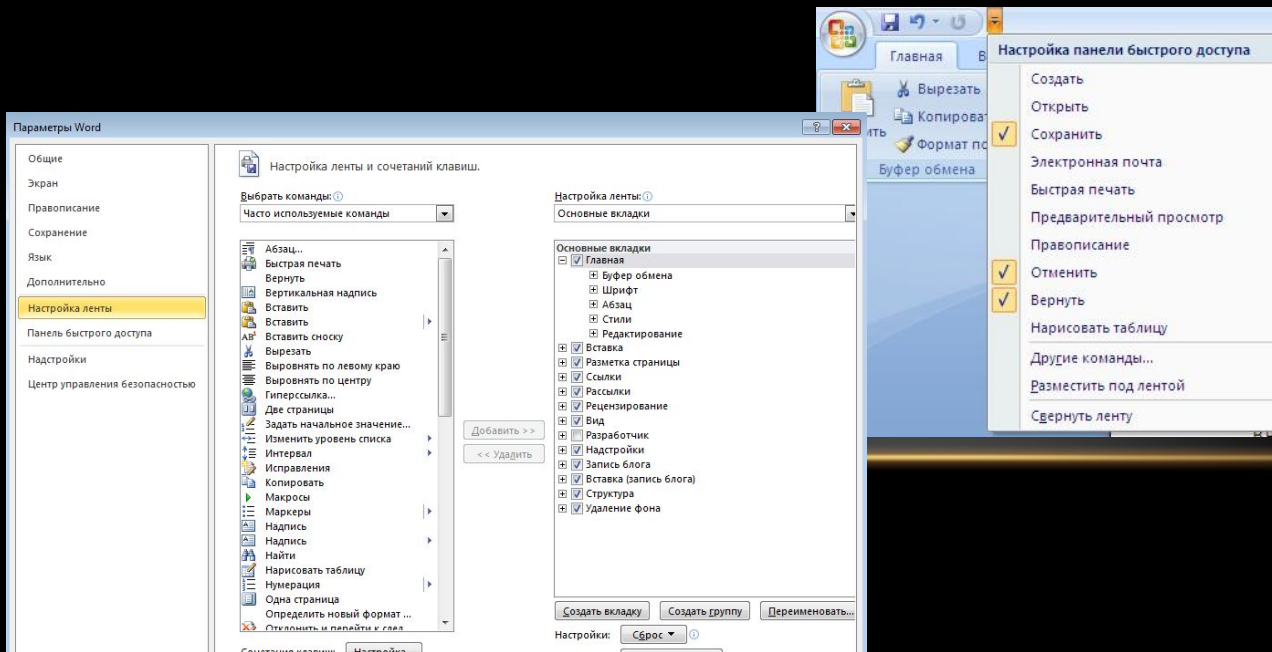 Настройка панели быстрого доступа
Главная
В
Создать
Вырезать
Открыть
Копироват
Сохранить
Формат по
Электронная почта
Буфер обмена
Быстрая печать
Предварительный просмотр
Правописание
Отменить
Вернуть
Нарисовать таблицу
Другие команды...
Разместить под лентой
Свернуть ленту
Параметры Word
Общие
Экран
Правописание
Сохранение
Язык
Дополнительно
Настройка ленты
Панель быстрого доступа
Надстройки
Центр управления безопасностью
Настройка ленты и сочетаний клавиш.
Выбрать команды:
Часто используемые команды
Абзац...
Быстрая печать
Вернуть
Вертикальная надпись
Вставить
Вставить
Вставить сноску
Вырезать
Выровнять по левому краю
Выровнять по центру
Гиперссылка...
Две страницы
Задать начальное значение...
Изменить уровень списка
Интервал
Исправления
Копировать
Макросы
Маркеры
Надпись
Надпись
Найти
Нарисовать таблицу
Нумерация
Одна страница
Определить новый формат ...
Отклонить и перейти к след
Сочетания клавиш: Настройка...
Добавить >>
<< Удалить
Настройка ленты:
Основные вкладки
Основные вкладки
Главная
Буфер обмена
Шрифт
Абзац
Стили
Редактирование
Вставка
Разметка страницы
Ссылки
Рассылки
Рецензирование
Вид
Разработчик
Надстройки
Запись блога
Вставка (запись блога)
Структура
Удаление фона
Создать вкладку Создать группу Переименовать...
Настройки: Сброс